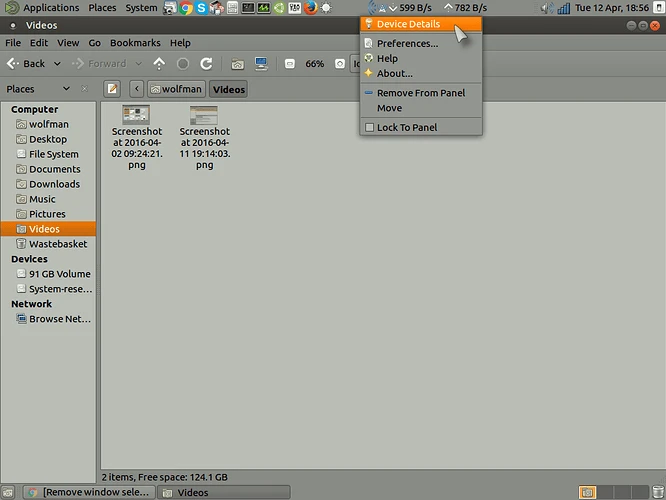 Applications Places System 599 B/s 782 B/s Tue 12 Apr, 18:56
Videos
File Edit View Go Bookmarks Help
Back Forward 66%
Places wolfman Videos
Device Details
Preferences...
Help
About...
Remove From Panel
Move
Lock To Panel
Computer
wolfman
Desktop
File System
Documents
Downloads
Music
Pictures
Videos
Wastebasket
Devices
91 GB Volume
System-rese...
Network
Browse Net...
Screenshot
at 2016-04-
02 09:24:21.
png
Screenshot
at 2016-04-
11 19:14:03.
png
2 items, Free space: 124.1 GB
[Remove window sele... Videos